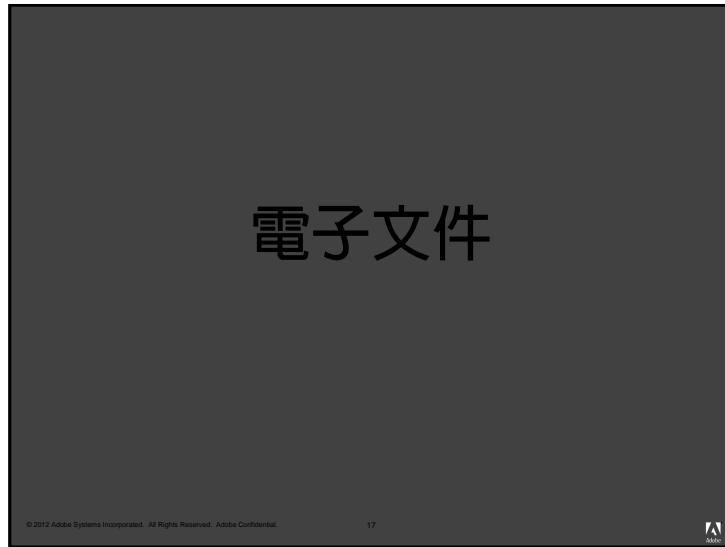 電子文件
© 2012 Adobe Systems Incorporated. All Rights Reserved. Adobe Confidential.
17
Adobe